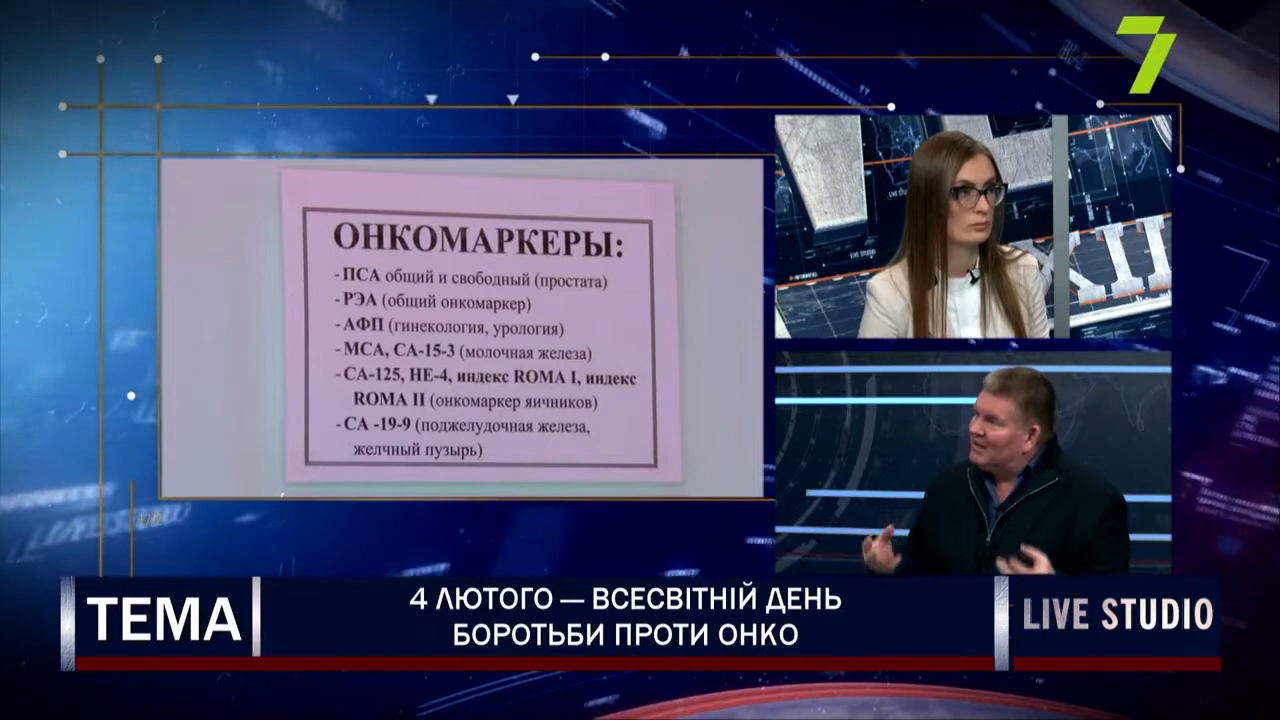 7
ОНКОМАРКЕРЫ:
- ПСА общий и свободный (простата)
- РЭА (общий онкомаркер)
- АФП (гинекология, урология)
- МСА, СА-15-3 (молочная железа)
- СА-125, НЕ-4, индекс ROMA I, индекс
ROMA II (онкомаркер яичников)
- СА -19-9 (поджелудочная железа,
желчный пузырь)
LIVE STUDIO
ТЕМА
4 ЛЮТОГО — ВСЕСВІТНІЙ ДЕНЬ
БОРОТЬБИ ПРОТИ ОНКО
LIVE STUDIO